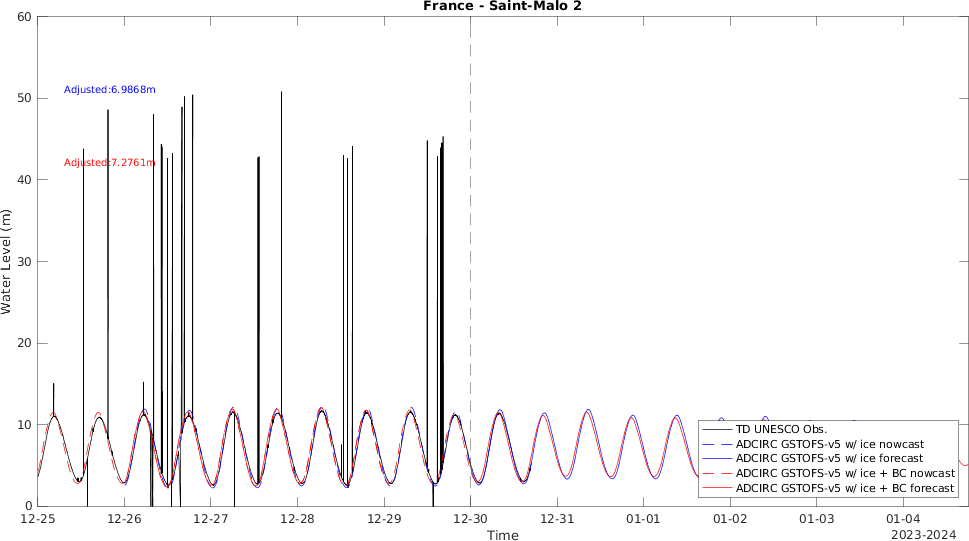 France - Saint-Malo 2
60
50
40
30
20
10
0
Water Level (m)
Adjusted:6.9868m
Adjusted:7.2761m
TD UNESCO Obs.
ADCIRC GSTOFS-v5 w/ ice nowcast
ADCIRC GSTOFS-v5 w/ ice forecast
ADCIRC GSTOFS-v5 w/ ice + BC nowcast
ADCIRC GSTOFS-v5 w/ ice + BC forecast
12-25 12-26 12-27 12-28 12-29 12-30 12-31 01-01 01-02 01-03 01-04
Time
2023-2024